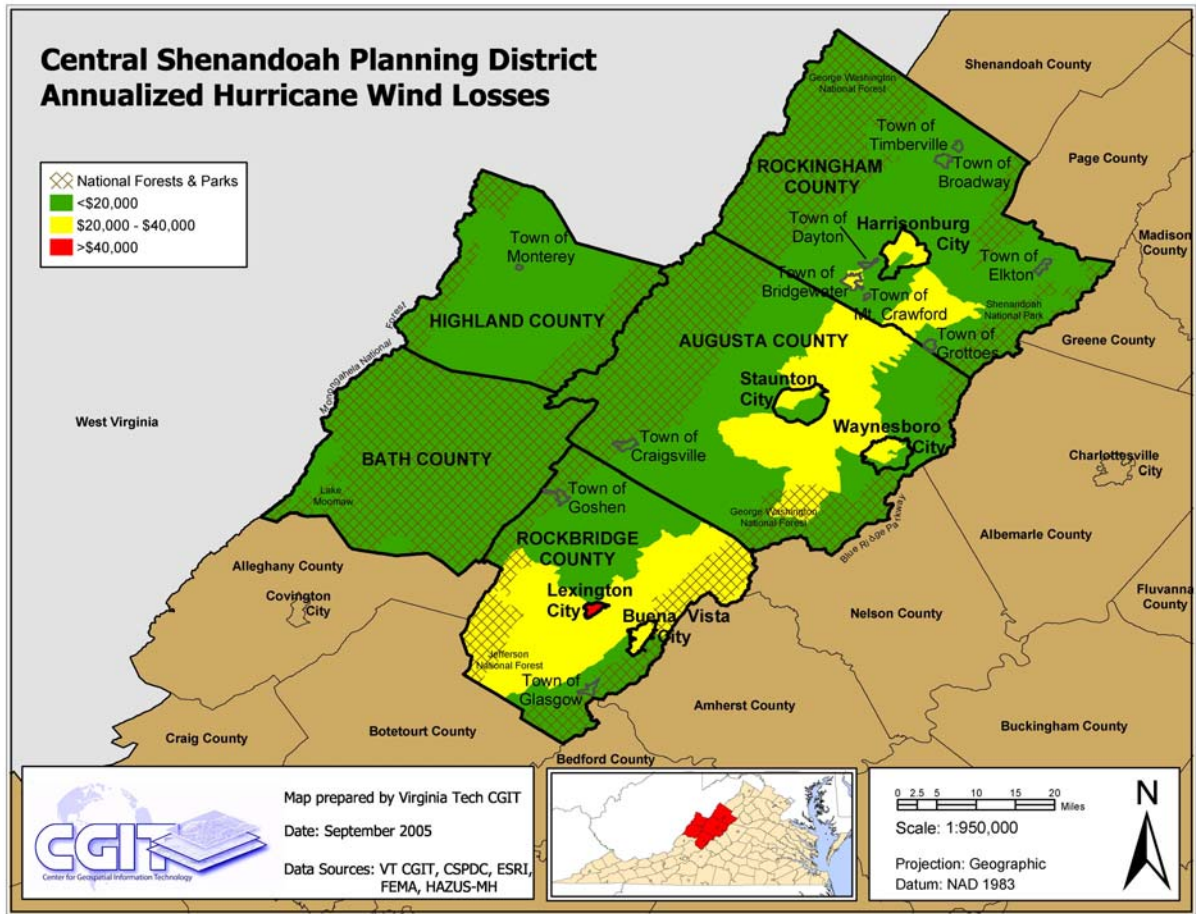 Central Shenandoah Planning District
Annualized Hurricane Wind Losses
National Forests & Parks
<$20,000
$20,000 - $40,000
>$40,000
Shenandoah County
George Washington
National Forest
Town of
Timberville
Town of
Broadway
Page County
ROCKINGHAM
COUNTY
Madison
County
Town of
Dayton
Harrisonburg
City
Town of
Monterey
Town of
Elkton
Town of
Bridgewater
Town of
Mt. Crawford
Shenandoah
National Park
Monongahela National Forest
HIGHLAND COUNTY
AUGUSTA COUNTY
Town of
Grottoes
Greene County
Staunton
City
West Virginia
Waynesboro
City
Town of
Craigsville
BATH COUNTY
Charlottesville
City
Lake
Moomaw
Town of
Goshen
George Washington
National Forest
Blue Ridge Parkway
Albemarle County
ROCKBRIDGE
COUNTY
Alleghany County
Covington
City
Lexington
City
Buena Vista
City
Nelson County
Fluvanna
County
Jefferson
National Forest
Town of
Glasgow
Amherst County
Buckingham County
Craig County
Botetourt County
Bedford County
CGIT
Center for Geospatial Information Technology
Map prepared by Virginia Tech CGIT
Date: September 2005
Data Sources: VT CGIT, CSPDC, ESRI,
FEMA, HAZUS-MH
0 2.5 5 10 15 20
Miles
Scale: 1:950,000
Projection: Geographic
Datum: NAD 1983
N